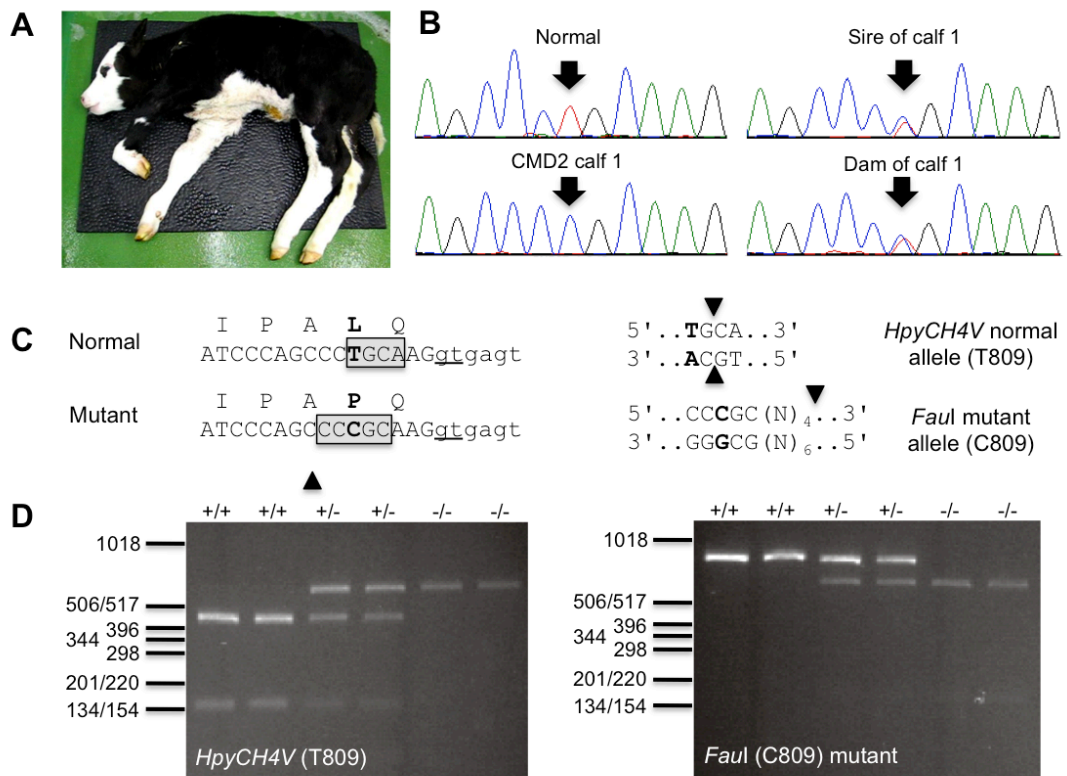 A
B
Normal
Sire of calf 1
CMD2 calf 1
Dam of calf 1
C
Normal
I P A L Q
ATCCCAGCCCTGCAAGgtgagt
Mutant
I P A P Q
ATCCCAGCCCCGCAAGgtgagt
5'..TGCA..3'
3'..ACGT..5'
HpyCH4V normal
allele (T809)
5'..CCCGC(N)4..3'
3'..GGGCG(N)6..5'
FauI mutant
allele (C809)
D
+/+ +/+ +/- +/- -/- -/-
1018
506/517
396
344
298
201/220
134/154
HpyCH4V (T809)
+/+ +/+ +/- +/- -/- -/-
1018
506/517
396
344
298
201/220
134/154
FauI (C809) mutant